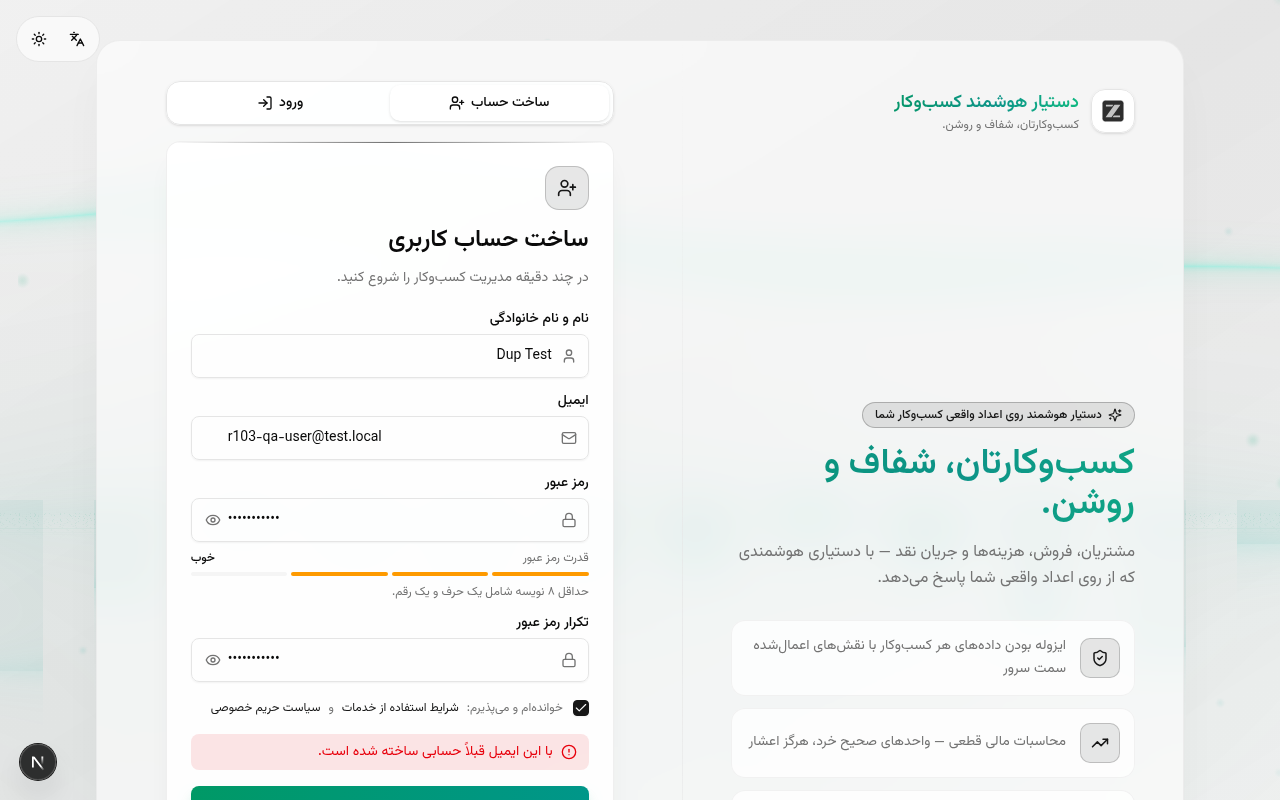 دستیار هوشمند کسب‌وکار
کسب‌وکارتان، شفاف و روشن.
دستیار هوشمند روی اعداد واقعی کسب‌وکار شما
کسب‌وکارتان، شفاف و
روشن.
مشتریان، فروش، هزینه‌ها و جریان نقد — با دستیاری هوشمندی
که از روی اعداد واقعی شما پاسخ می‌دهد.
ایزوله بودن داده‌های هر کسب‌وکار با نقش‌های اعمال‌شده
سمت سرور
محاسبات مالی قطعی — واحدهای صحیح خرد، هرگز اعشار
ساخت حساب
ورود
ساخت حساب کاربری
در چند دقیقه مدیریت کسب‌وکار را شروع کنید.
نام و نام خانوادگی
Dup Test
ایمیل
r103-qa-user@test.local
رمز عبور
•••••••••••
قدرت رمز عبور
خوب
حداقل ۸ نویسه شامل یک حرف و یک رقم.
تکرار رمز عبور
•••••••••••
خوانده‌ام و می‌پذیرم: شرایط استفاده از خدمات و سیاست حریم خصوصی
با این ایمیل قبلاً حسابی ساخته شده است.